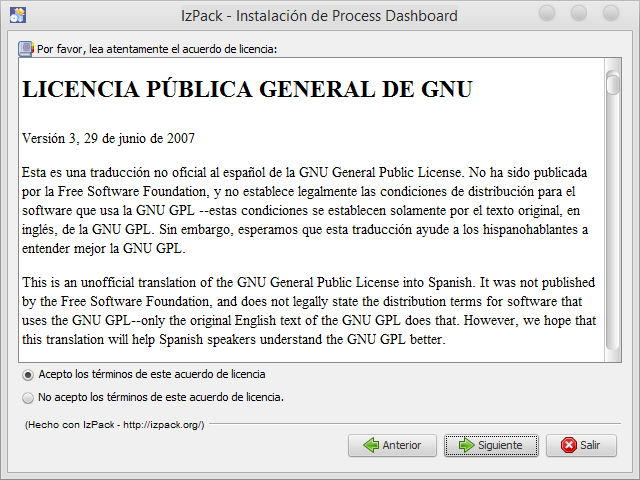 IzPack - Instalación de Process Dashboard
Por favor, lea atentamente el acuerdo de licencia:
LICENCIA PÚBLICA GENERAL DE GNU
Versión 3, 29 de junio de 2007
Esta es una traducción no oficial al español de la GNU General Public License. No ha sido publicada
por la Free Software Foundation, y no establece legalmente las condiciones de distribución para el
software que usa la GNU GPL --estas condiciones se establecen solamente por el texto original, en
inglés, de la GNU GPL. Sin embargo, esperamos que esta traducción ayude a los hispanohablantes a
entender mejor la GNU GPL.
This is an unofficial translation of the GNU General Public License into Spanish. It was not published
by the Free Software Foundation, and does not legally state the distribution terms for software that
uses the GNU GPL--only the original English text of the GNU GPL does that. However, we hope that
this translation will help Spanish speakers understand the GNU GPL better.
Acepto los términos de este acuerdo de licencia
No acepto los términos de este acuerdo de licencia.
(Hecho con IzPack - http://izpack.org/)
Anterior
Siguiente
Salir